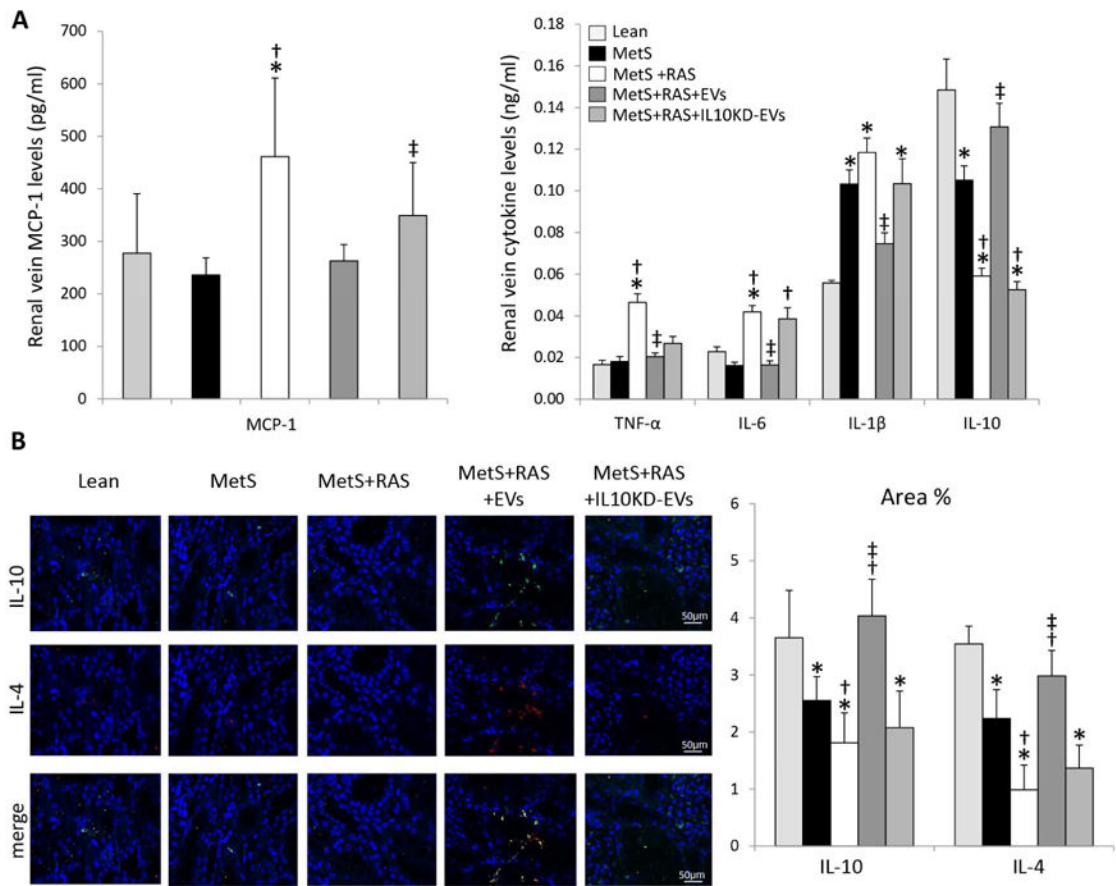 A
Renal vein MCP-1 levels (pg/ml)
700
600
500
400
300
200
100
0
†
*
‡
MCP-1
Renal vein cytokine levels (ng/ml)
0.18
0.16
0.14
0.12
0.10
0.08
0.06
0.04
0.02
0.00
Lean
MetS
MetS +RAS
MetS+RAS+EVs
MetS+RAS+IL10KD-EVs
†
*
‡
†
*
‡
†
*
*
‡
*
*
†
*
‡
†
*
TNF-α IL-6 IL-1β IL-10
B
Lean MetS MetS+RAS MetS+RAS +EVs MetS+RAS +IL10KD-EVs
IL-10
50µm 50µm
IL-4
50µm 50µm
merge
50µm 50µm
Area %
6
5
4
3
2
1
0
*
†
*
‡
†
*
*
†
*
‡
†
*
IL-10 IL-4